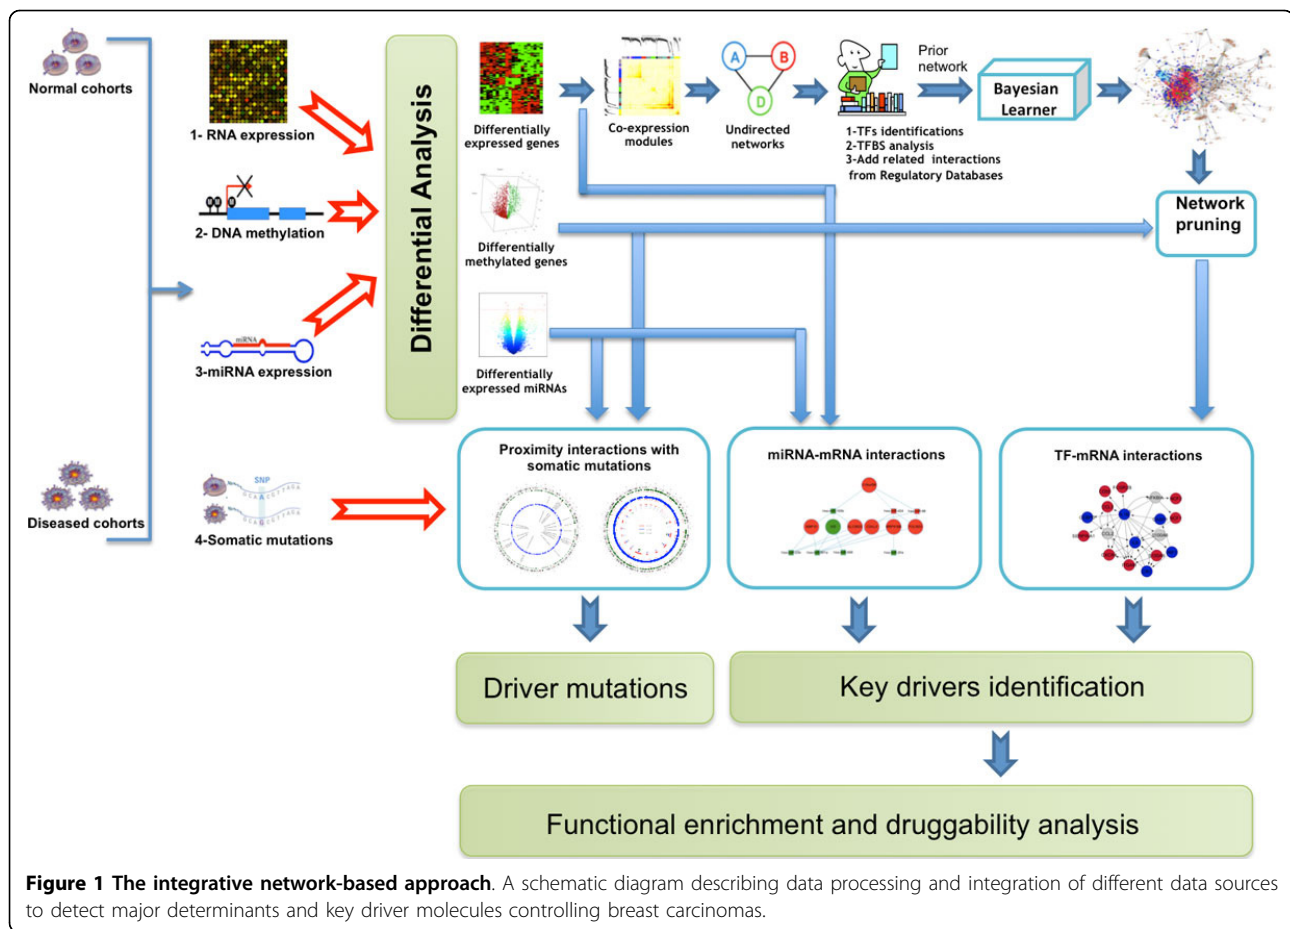 Normal cohorts
1- RNA expression
2- DNA methylation
miRNA
3-miRNA expression
Diseased cohorts
SNP
A
G
4-Somatic mutations
Differential Analysis
Differentially
expressed genes
Co-expression
modules
A
B
D
Undirected
networks
1-TFs identifications
2-TFBS analysis
3-Add related interactions
from Regulatory Databases
Prior
network
Bayesian
Learner
Network
pruning
Differentially
methylated genes
Differentially
expressed miRNAs
Proximity interactions with
somatic mutations
miRNA-mRNA interactions
TF-mRNA interactions
Driver mutations
Key drivers identification
Functional enrichment and druggability analysis
Figure 1 The integrative network-based approach. A schematic diagram describing data processing and integration of different data sources
to detect major determinants and key driver molecules controlling breast carcinomas.